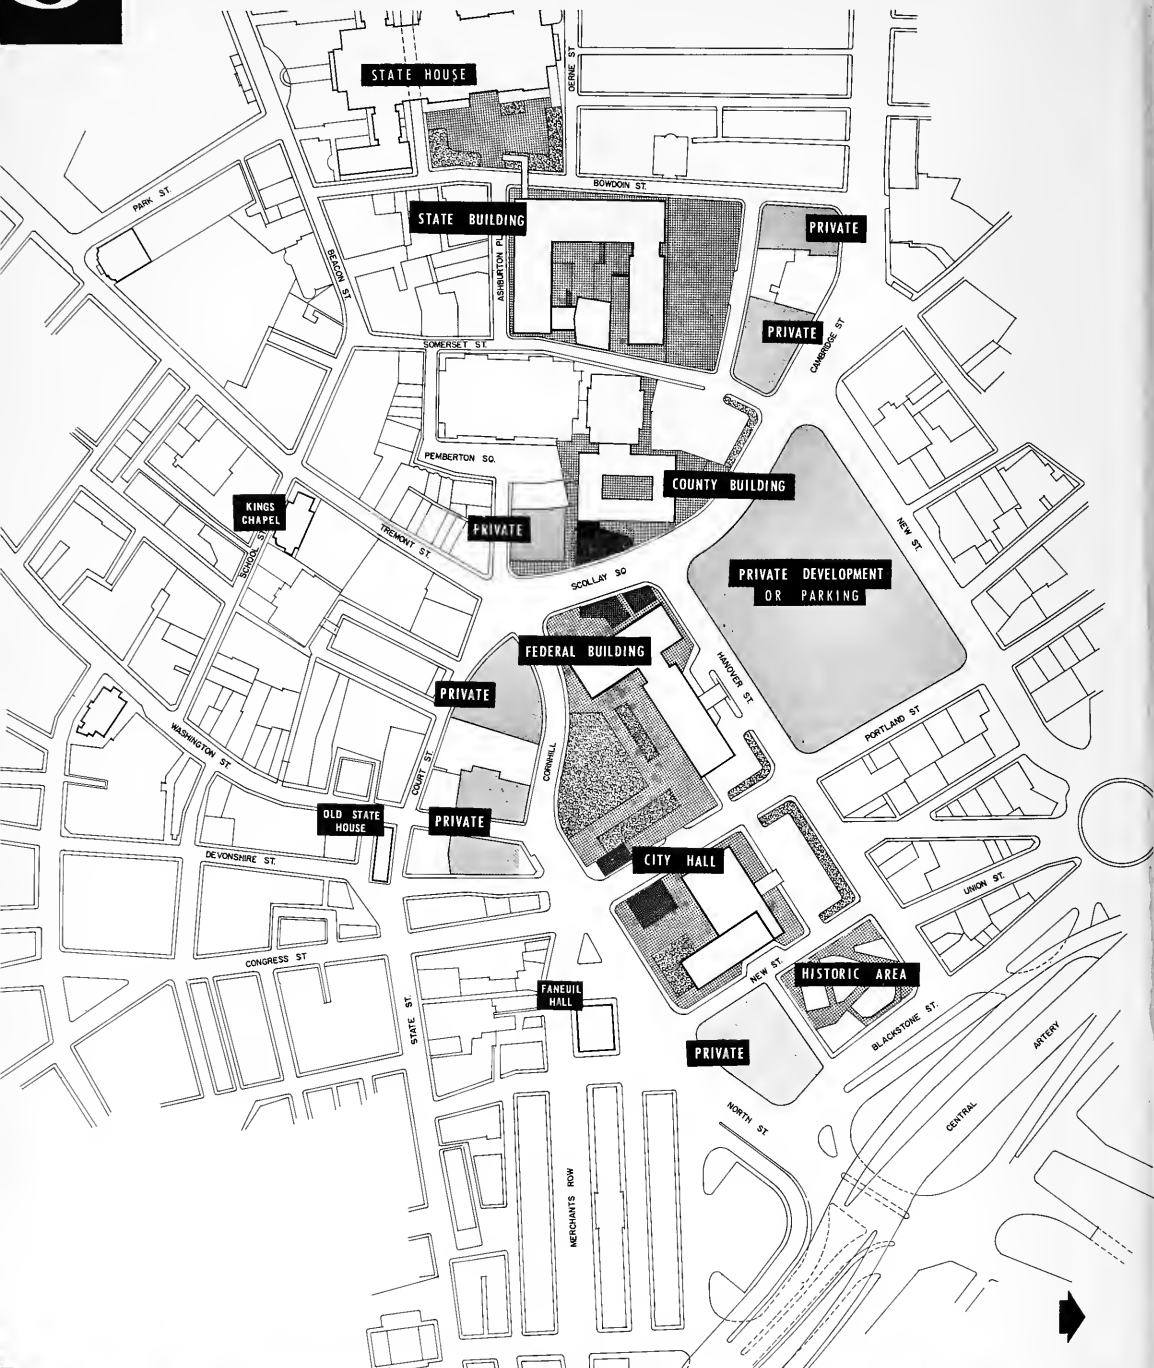 STATE HOUSE
DERNE ST
BOWDOIN ST.
PARK ST.
STATE BUILDING
PRIVATE
BEACON ST.
ASHBURTON PL.
PRIVATE
CAMBRIDGE ST
SOMERSET ST.
PEMBERTON SQ.
COUNTY BUILDING
KINGS
CHAPEL
PRIVATE
TREMONT ST.
NEW ST.
SCHOOL ST.
SCOLLAY SQ
PRIVATE DEVELOPMENT
OR PARKING
FEDERAL BUILDING
HANOVER ST.
PRIVATE
PORTLAND ST
WASHINGTON ST.
COURT ST.
CORNHILL
OLD STATE
HOUSE
PRIVATE
DEVONSHIRE ST.
CITY HALL
UNION ST.
CONGRESS ST
NEW ST.
HISTORIC AREA
FANEUIL
HALL
STATE ST.
BLACKSTONE ST.
PRIVATE
ARTERY
CENTRAL
NORTH ST.
MERCHANTS ROW